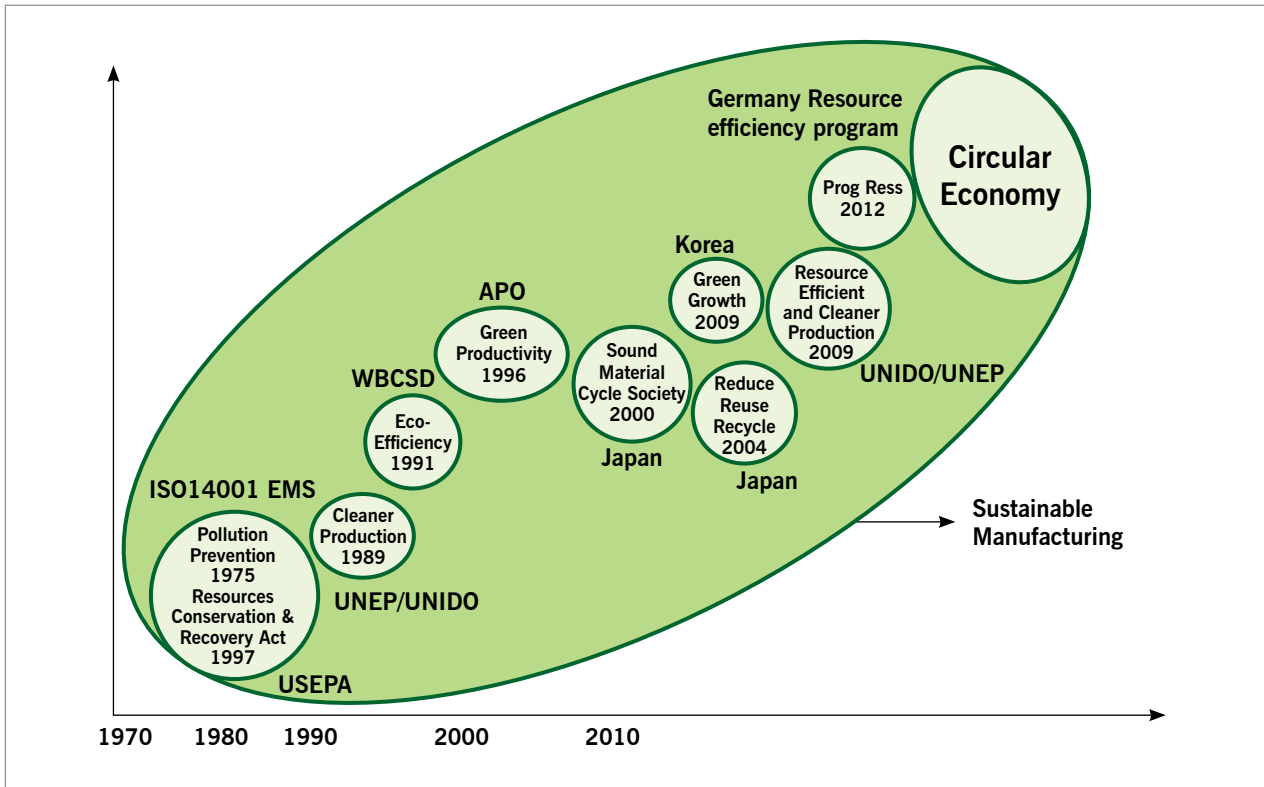 Germany Resource
efficiency program
Circular
Economy
Prog Ress
2012
Korea
Green
Growth
2009
Resource
Efficient
and Cleaner
Production
2009
UNIDO/UNEP
APO
Green
Productivity
1996
Sound
Material
Cycle Society
2000
Japan
Reduce
Reuse
Recycle
2004
Japan
WBCSD
Eco-
Efficiency
1991
ISO14001 EMS
Pollution
Prevention
1975
Resources
Conservation &
Recovery Act
1997
USEPA
Cleaner
Production
1989
UNEP/UNIDO
Sustainable
Manufacturing
1970 1980 1990 2000 2010